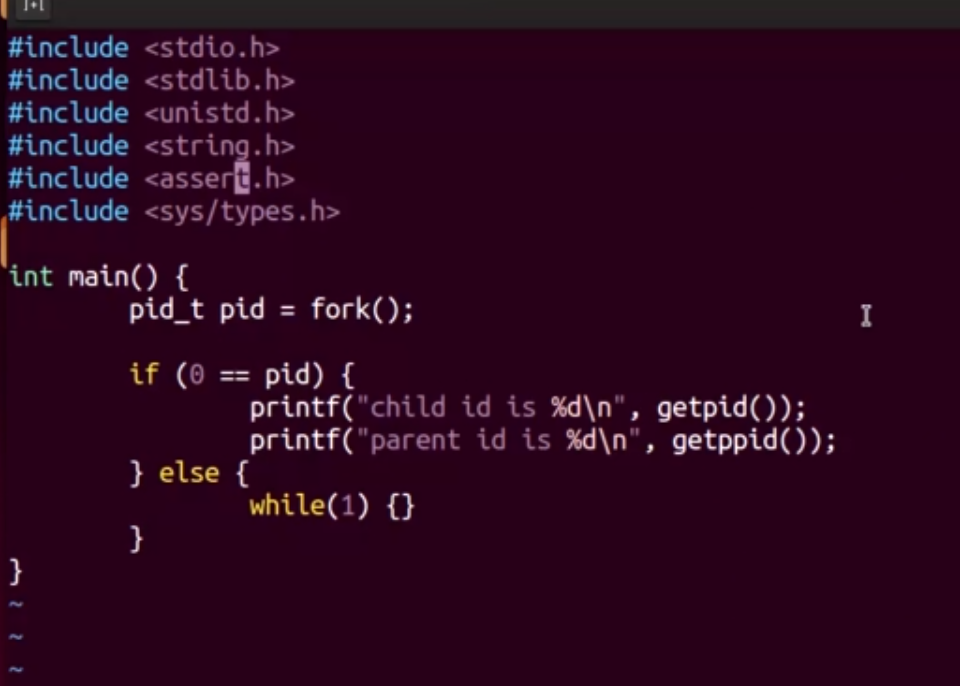 [+]
#include <stdio.h>
#include <stdlib.h>
#include <unistd.h>
#include <string.h>
#include <assert.h>
#include <sys/types.h>
int main() {
pid_t pid = fork();
if (0 == pid) {
printf("child id is %d\n", getpid());
printf("parent id is %d\n", getppid());
} else {
while(1) {}
}
}
~
~
~